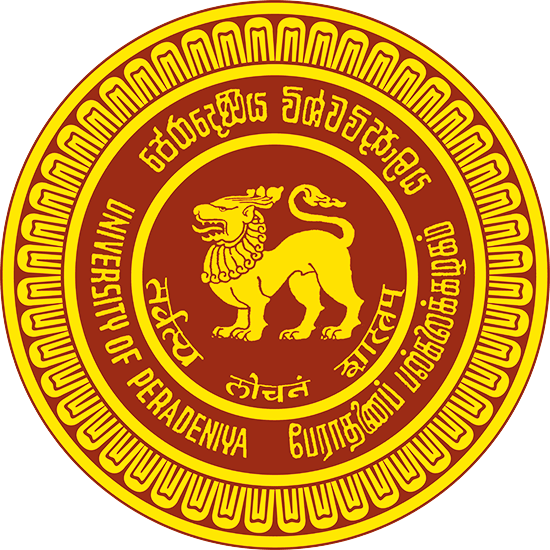 පේරාදෙණිය විශ්වවිද්‍යාලය
UNIVERSITY OF PERADENIYA
பேராதனைப் பல்கலைக்கழகம்
सर्वस्य लोचनं शास्त्रम्